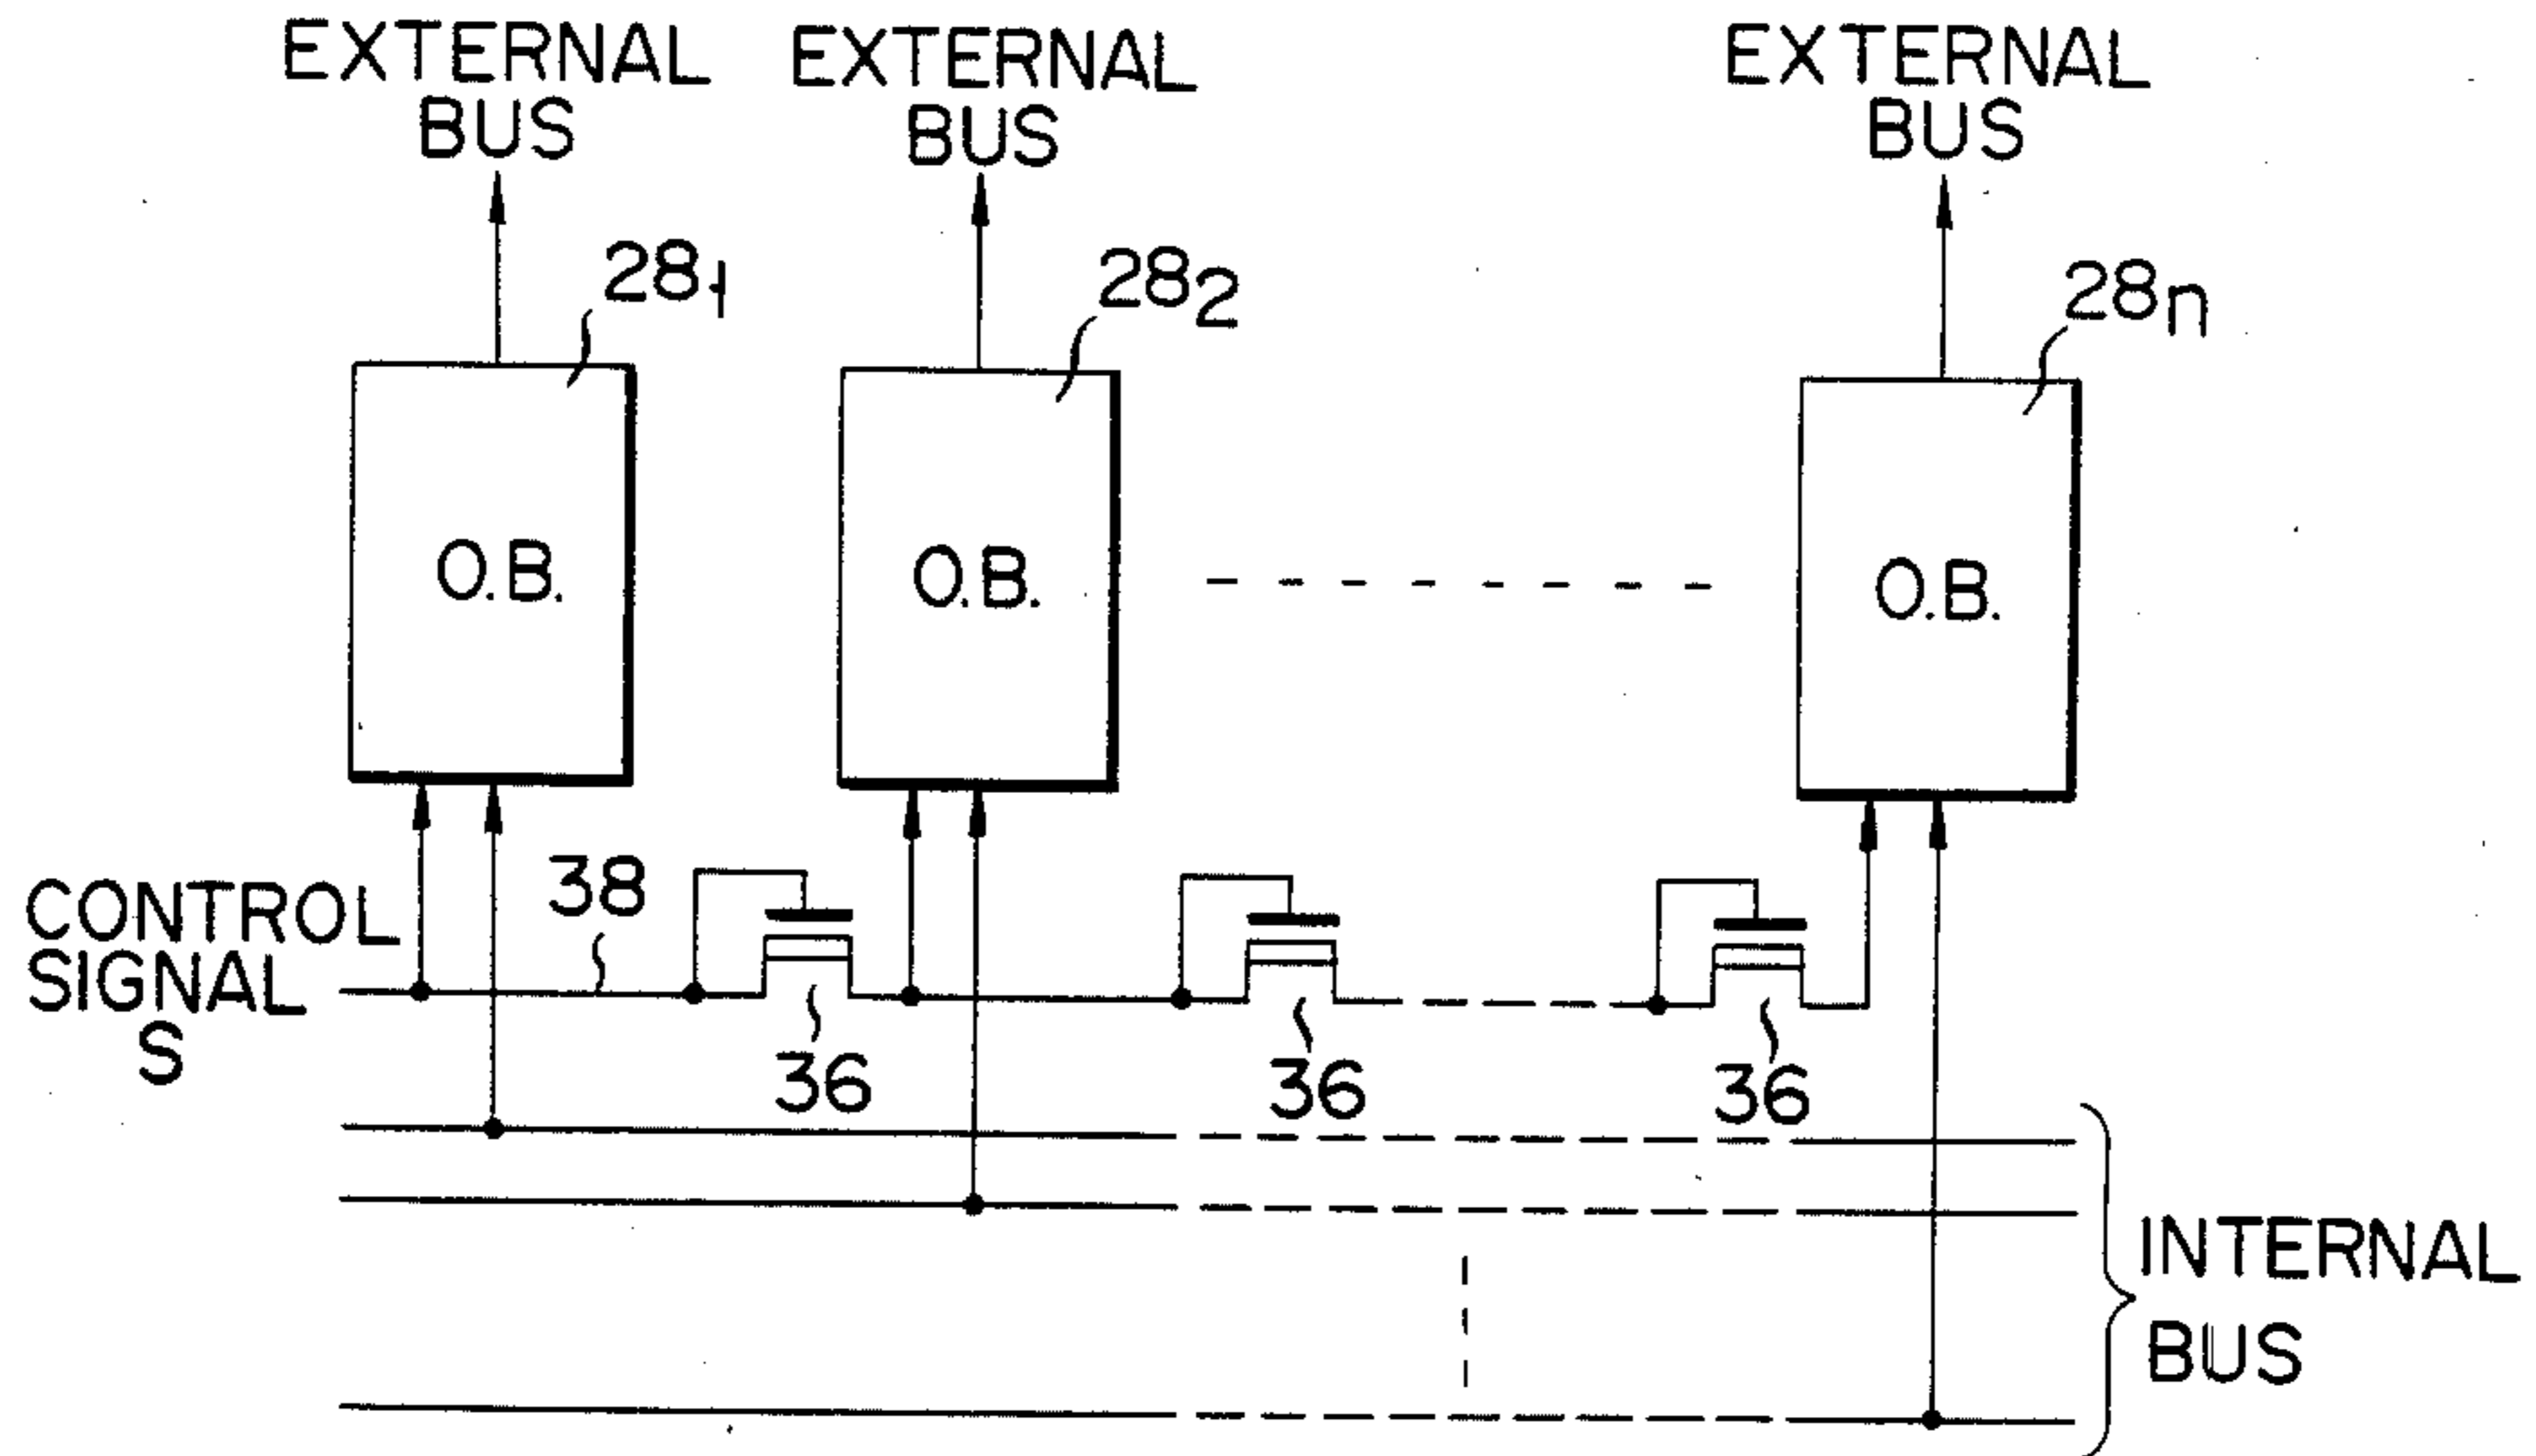 EXTERNAL
BUS
EXTERNAL
BUS
EXTERNAL
BUS
28₁
28₂
28n
O.B.
O.B.
O.B.
CONTROL
SIGNAL
S
38
36
36
36
INTERNAL
BUS